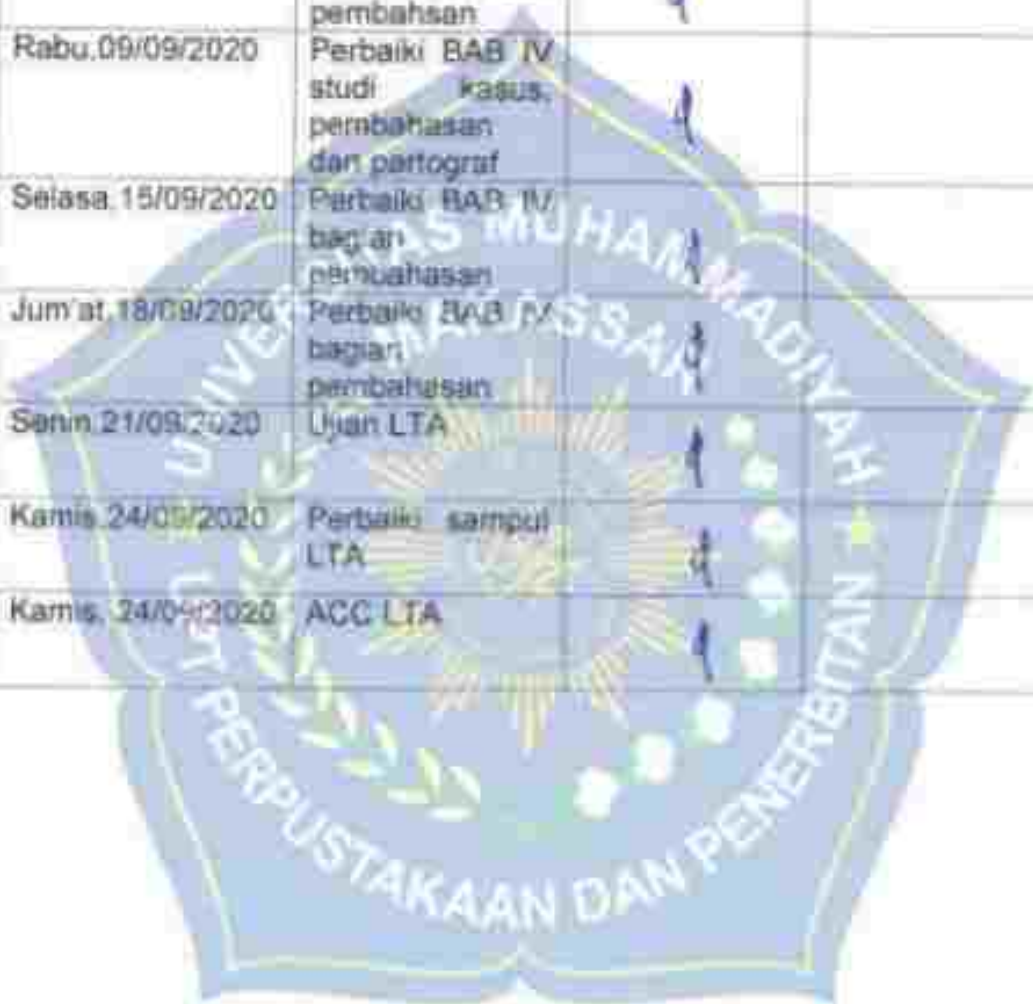 pembahsan
Rabu,09/09/2020 Perbaiki BAB IV
studi kasus,
pembahasan
dan partograf
Selasa,15/09/2020 Perbaiki BAB IV
bagian
pembahasan
Jum'at,18/09/2020 Perbaiki BAB IV
bagian
pembahasan
Senin,21/09/2020 Ujian LTA
Kamis,24/09/2020 Perbaiki sampul
LTA
Kamis, 24/09/2020 ACC LTA
UNIVERSITAS MUHAMMADIYAH
MAKASSAR
UPT PERPUSTAKAAN DAN PENERBITAN